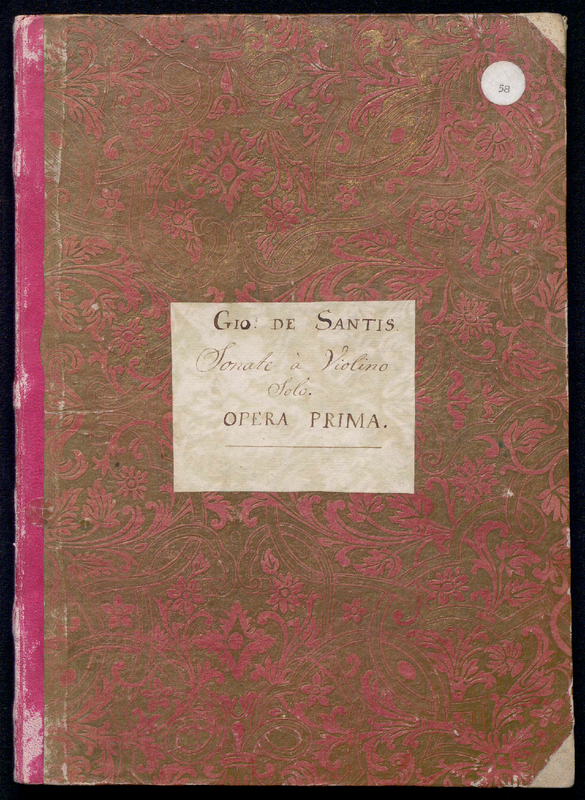 58
Gio: DE SANTIS
Sonate à Violino
Solo.
OPERA PRIMA.